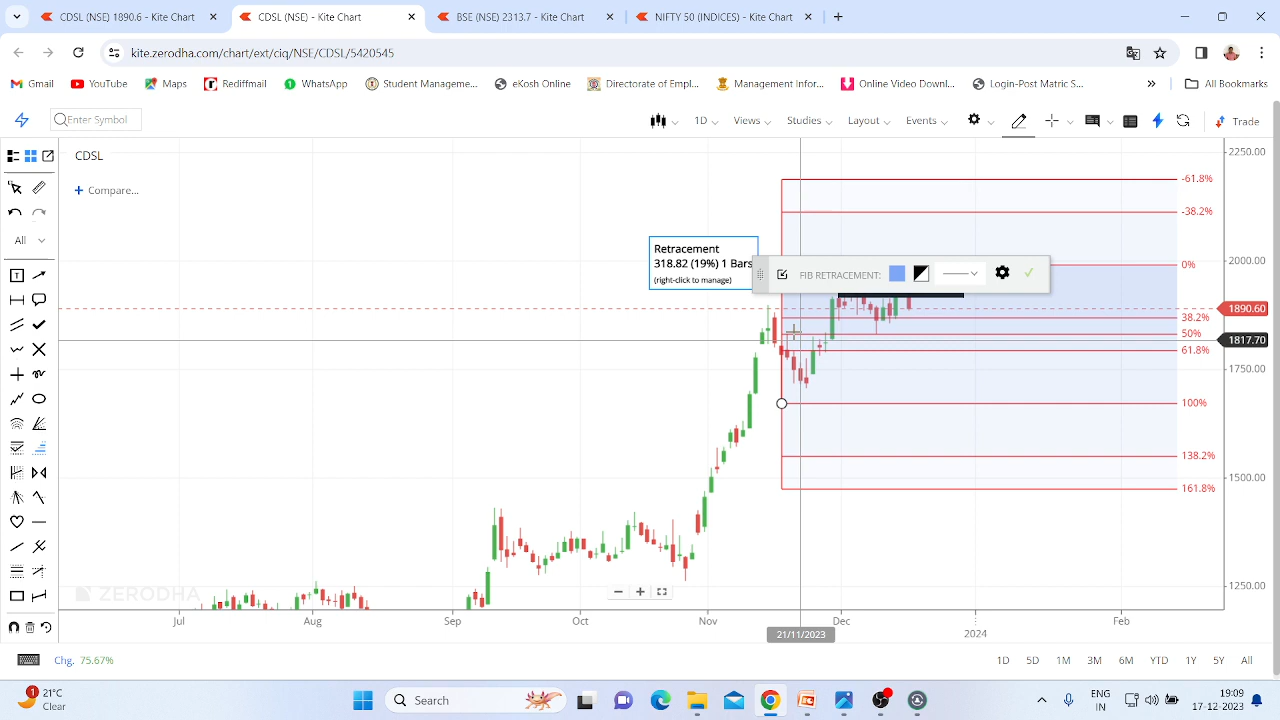 CDSL (NSE) 1890.6 - Kite Chart
CDSL (NSE) - Kite Chart
BSE (NSE) 2313.7 - Kite Chart
NIFTY 50 (INDICES) - Kite Chart
kite.zerodha.com/chart/ext/ciq/NSE/CDSL/5420545
Gmail
YouTube
Maps
Rediffmail
WhatsApp
Student Manageme...
eKosh Online
Directorate of Empl...
Management Infor...
Online Video Downl...
Login-Post Matric S...
All Bookmarks
Enter Symbol
1D
Views
Studies
Layout
Events
Trade
CDSL
Compare...
All
Retracement
318.82 (19%) 1 Bars
(right-click to manage)
FIB RETRACEMENT:
-61.8%
-38.2%
0%
38.2%
50%
61.8%
100%
138.2%
161.8%
2250.00
2000.00
1890.60
1817.70
1750.00
1500.00
1250.00
ZERODHA
Jul
Aug
Sep
Oct
Nov
21/11/2023
Dec
2024
Feb
Chg. 75.67%
1D
5D
1M
3M
6M
YTD
1Y
5Y
All
1
21°C
Clear
Search
ENG
IN
19:09
17-12-2023